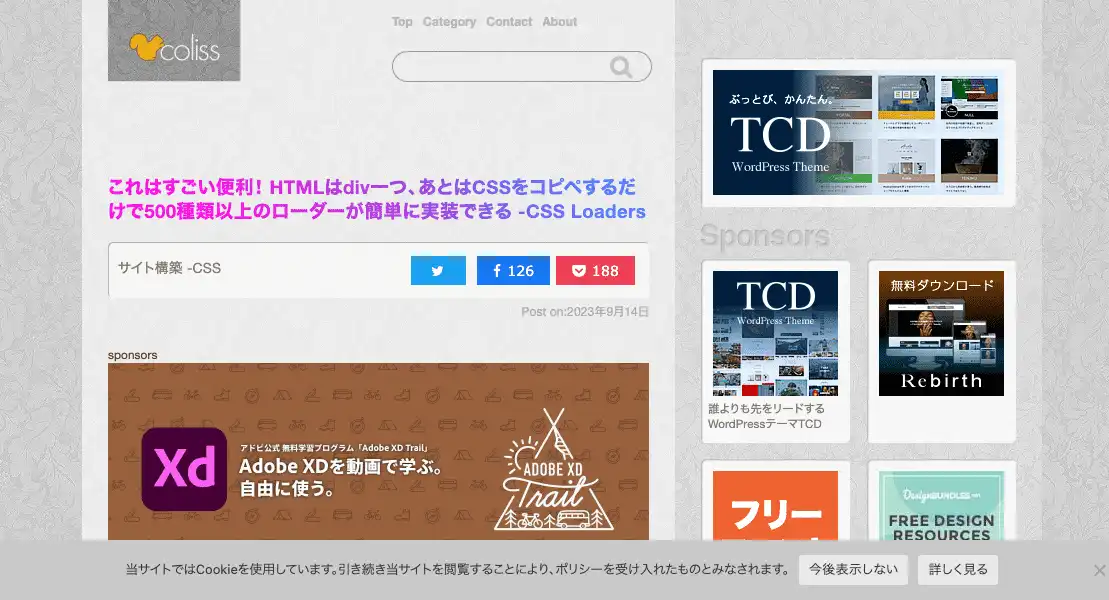 coliss
Top Category Contact About
これはすごい便利! HTMLはdiv一つ、あとはCSSをコピペするだ
けで500種類以上のローダーが簡単に実装できる -CSS Loaders
サイト構築 -CSS
126
188
Post on:2023年9月14日
sponsors
Xd
アドビ公式 無料学習プログラム「Adobe XD Trail」
Adobe XDを動画で学ぶ。
自由に使う。
ADOBE XD
Trail
ぶっとび、かんたん。
TCD
WordPress Theme
Sponsors
TCD
WordPress Theme
誰よりも先をリードする
WordPressテーマTCD
無料ダウンロード
Rebirth
フリー
DesignBUNDLES.net
FREE DESIGN
RESOURCES
当サイトではCookieを使用しています。引き続き当サイトを閲覧することにより、ポリシーを受け入れたものとみなされます。
今後表示しない
詳しく見る